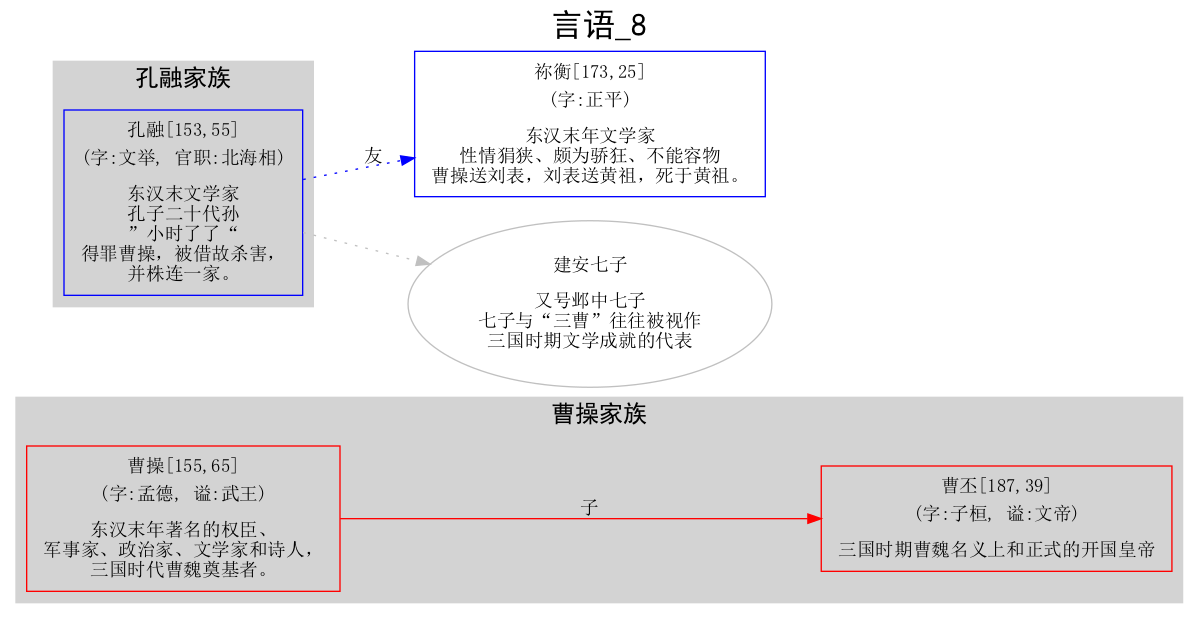 言语_8
孔融家族
孔融[153,55]
(字:文举, 官职:北海相)
东汉末文学家
孔子二十代孙
”小时了了“
得罪曹操，被借故杀害，
并株连一家。
友
祢衡[173,25]
(字:正平)
东汉末年文学家
性情狷狭、颇为骄狂、不能容物
曹操送刘表，刘表送黄祖，死于黄祖。
建安七子
又号邺中七子
七子与“三曹”往往被视作
三国时期文学成就的代表
曹操家族
曹操[155,65]
(字:孟德, 谥:武王)
东汉末年著名的权臣、
军事家、政治家、文学家和诗人，
三国时代曹魏奠基者。
子
曹丕[187,39]
(字:子桓, 谥:文帝)
三国时期曹魏名义上和正式的开国皇帝